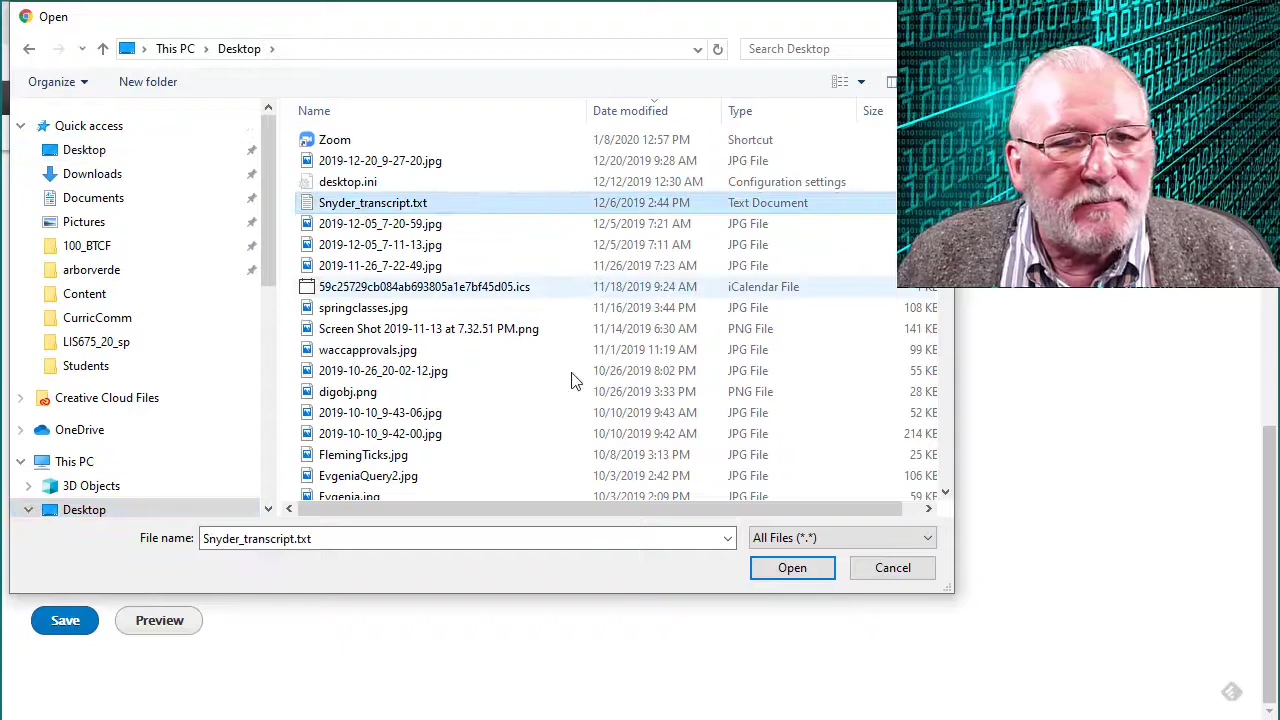 Open
This PC > Desktop >
Search Desktop
Organize
New folder
Name Date modified Type Size
Quick access
Desktop
Downloads
Documents
Pictures
100_BTCF
arborverde
Content
CurricComm
LIS675_20_sp
Students
Creative Cloud Files
OneDrive
This PC
3D Objects
Desktop
Zoom 1/8/2020 12:57 PM Shortcut
2019-12-20_9-27-20.jpg 12/20/2019 9:28 AM JPG File
desktop.ini 12/12/2019 12:30 AM Configuration settings
Snyder_transcript.txt 12/6/2019 2:44 PM Text Document
2019-12-05_7-20-59.jpg 12/5/2019 7:21 AM JPG File
2019-12-05_7-11-13.jpg 12/5/2019 7:11 AM JPG File
2019-11-26_7-22-49.jpg 11/26/2019 7:23 AM JPG File
11/18/2019 9:24 AM iCalendar File
springclasses.jpg 11/16/2019 3:44 PM JPG File 108 KB
Screen Shot 2019-11-13 at 7.32.51 PM.png 11/14/2019 6:30 AM PNG File 141 KB
waccapprovals.jpg 11/1/2019 11:19 AM JPG File 99 KB
2019-10-26_20-02-12.jpg 10/26/2019 8:02 PM JPG File 55 KB
digobj.png 10/26/2019 3:33 PM PNG File 28 KB
2019-10-10_9-43-06.jpg 10/10/2019 9:43 AM JPG File 52 KB
2019-10-10_9-42-00.jpg 10/10/2019 9:42 AM JPG File 214 KB
FlemingTicks.jpg 10/8/2019 3:13 PM JPG File 25 KB
EvgeniaQuery2.jpg 10/3/2019 2:42 PM JPG File 106 KB
Evgenia.jpg 10/3/2019 2:09 PM JPG File 59 KB
File name: Snyder_transcript.txt All Files (*.*)
Open Cancel
Save Preview